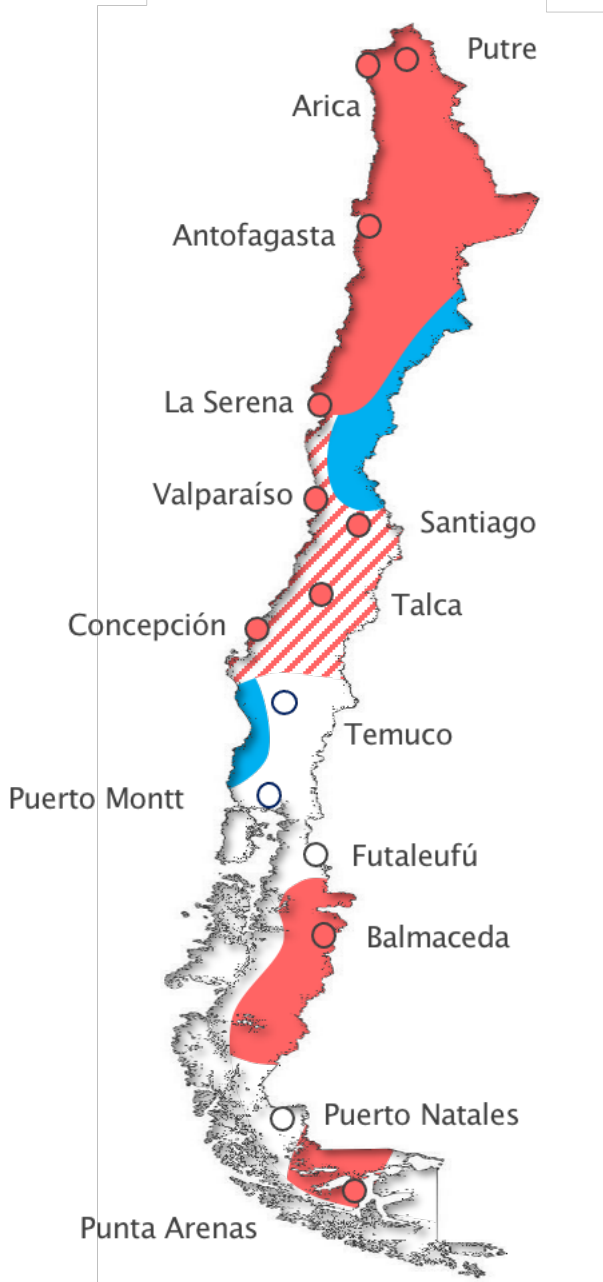 Putre
Arica
Antofagasta
La Serena
Valparaíso
Santiago
Talca
Concepción
Temuco
Puerto Montt
Futaleufú
Balmaceda
Puerto Natales
Punta Arenas